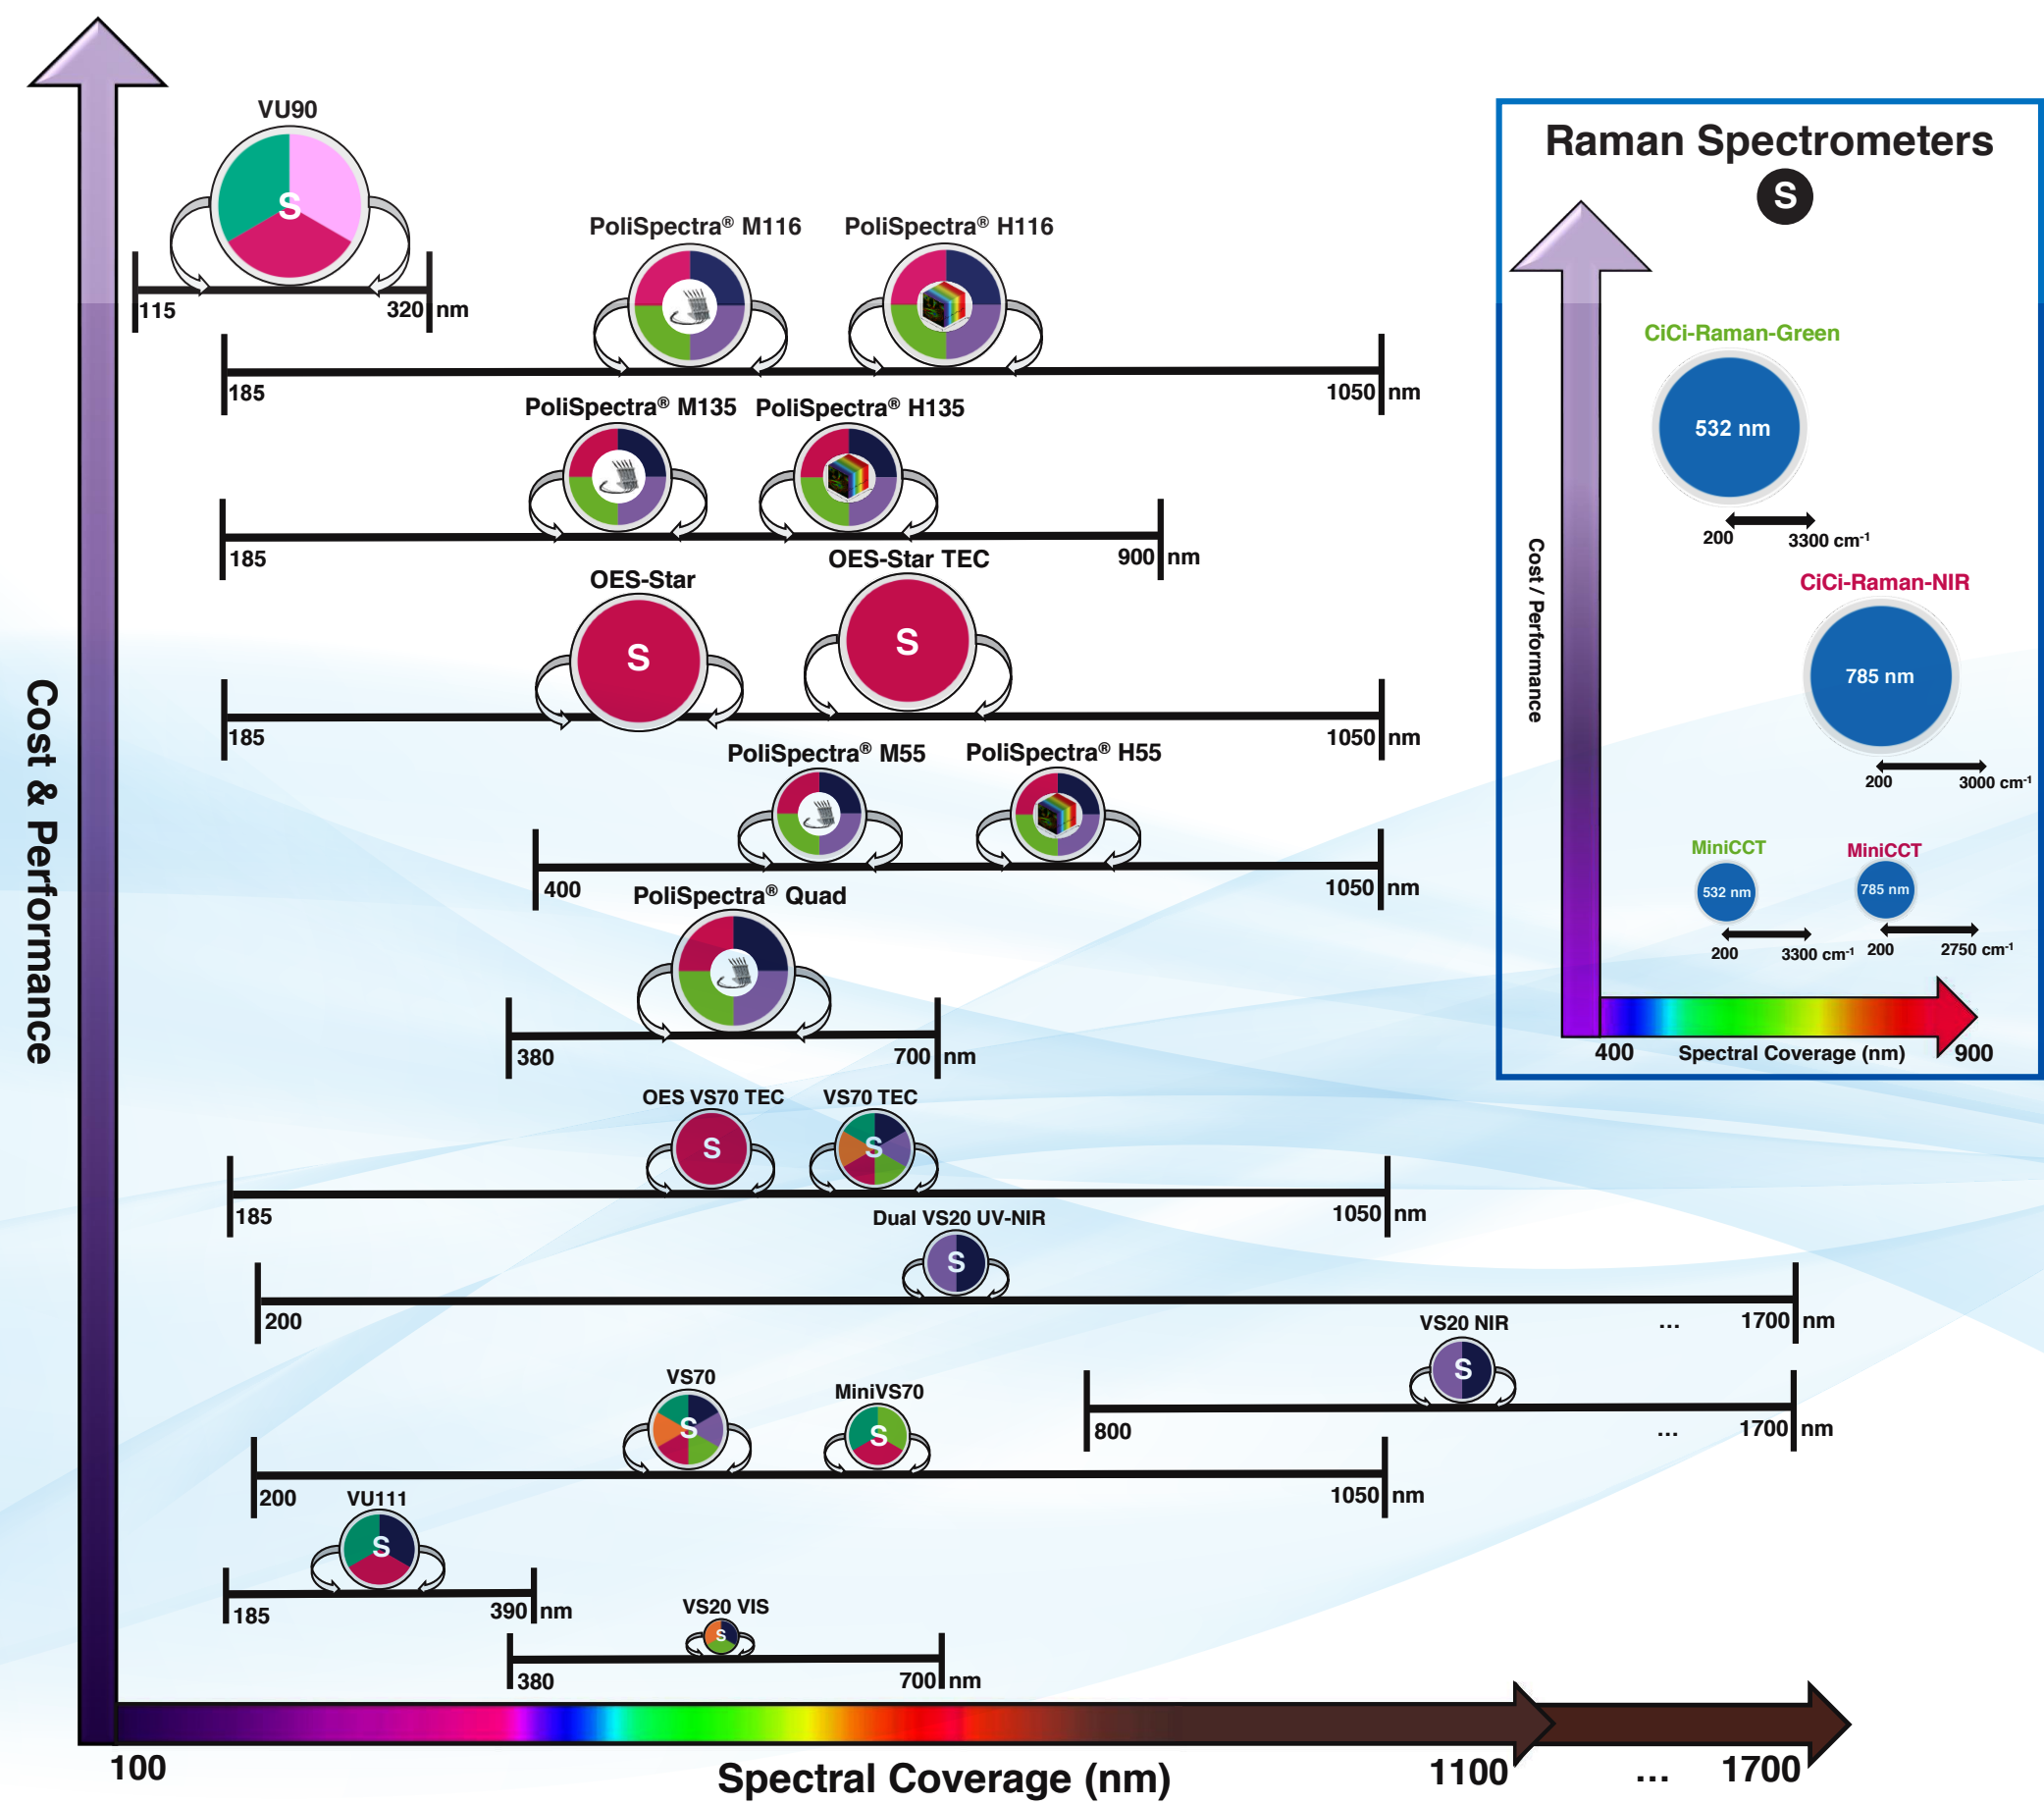 VU90
S
115
320 nm
PoliSpectra® M116
PoliSpectra® H116
185
1050 nm
PoliSpectra® M135
PoliSpectra® H135
185
900 nm
OES-Star
OES-Star TEC
S
S
185
1050 nm
PoliSpectra® M55
PoliSpectra® H55
400
1050 nm
PoliSpectra® Quad
380
700 nm
OES VS70 TEC
VS70 TEC
S
S
185
1050 nm
Dual VS20 UV-NIR
S
200
... 1700 nm
VS20 NIR
S
800
... 1700 nm
VS70
MiniVS70
S
S
200
1050 nm
VU111
S
185
390 nm
VS20 VIS
S
380
700 nm
Cost & Performance
100
Spectral Coverage (nm)
1100
... 1700
Raman Spectrometers
S
CiCi-Raman-Green
532 nm
200
3300 cm-1
CiCi-Raman-NIR
785 nm
200
3000 cm-1
MiniCCT
532 nm
200
3300 cm-1
MiniCCT
785 nm
200
2750 cm-1
Cost / Performance
400
Spectral Coverage (nm)
900